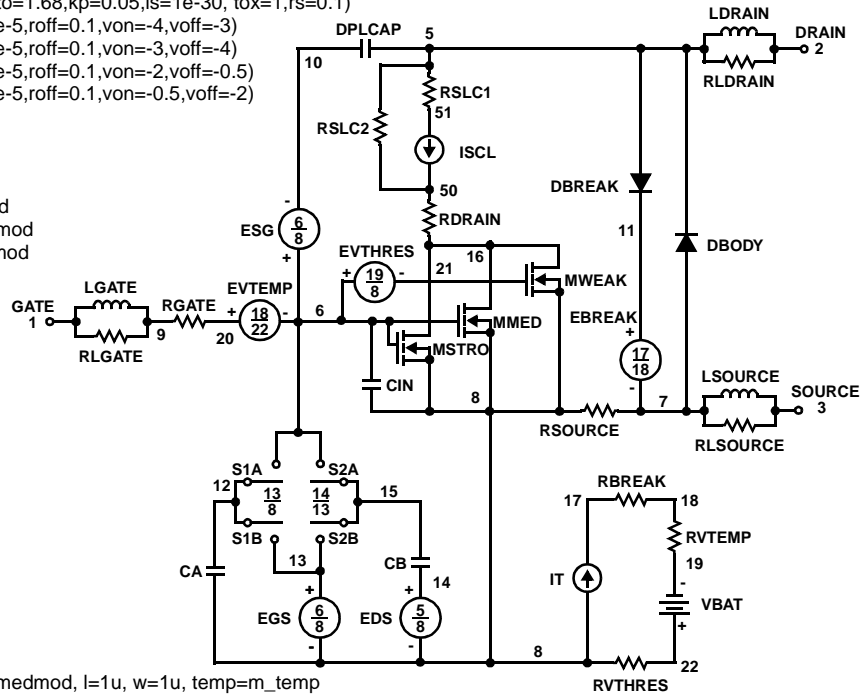 to=1.68,kp=0.05,is=1e-30, tox=1,rs=0.1)
e-5,roff=0.1,von=-4,voff=-3)
e-5,roff=0.1,von=-3,voff=-4)
e-5,roff=0.1,von=-2,voff=-0.5)
e-5,roff=0.1,von=-0.5,voff=-2)
d
mod
mod
LDRAIN
DPLCAP
5
DRAIN
2
10
RLDRAIN
RSLC1
51
RSLC2
ISCL
50
DBREAK
RDRAIN
-
ESG
6
8
+
11
DBODY
EVTHRES
+
19
8
-
21
16
MWEAK
LGATE
EVTEMP
GATE
1
RGATE
+
18
22
-
6
MMED
EBREAK
+
9
20
MSTRO
17
18
-
RLGATE
LSOURCE
CIN
8
7
SOURCE
3
RSOURCE
RLSOURCE
S1A
S2A
12
13
8
14
13
15
RBREAK
17
18
S1B
S2B
RVTEMP
13
CB
19
CA
14
IT
-
+
+
VBAT
EGS
6
8
EDS
5
8
+
-
-
8
22
RVTHRES
medmod, l=1u, w=1u, temp=m_temp